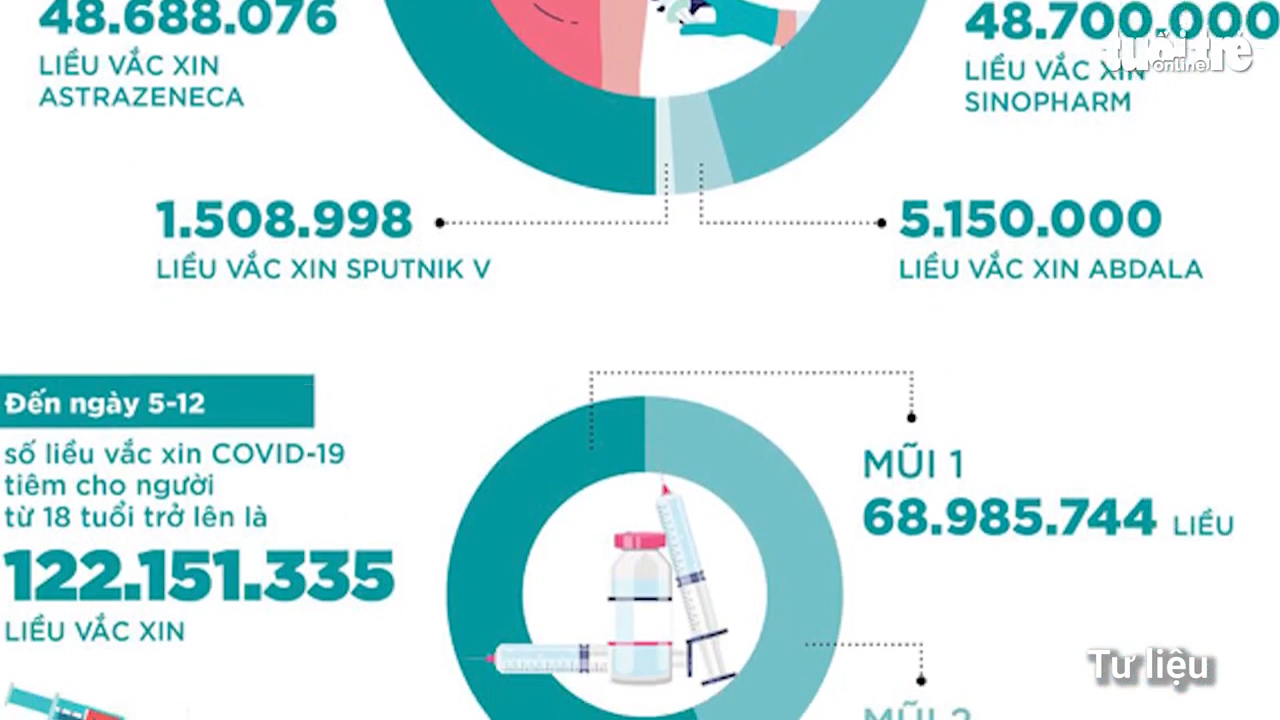 48.688.076
LIỀU VẮC XIN
ASTRAZENECA
48.700.000
LIỀU VẮC XIN
SINOPHARM
tuổi trẻ
online
1.508.998
LIỀU VẮC XIN SPUTNIK V
5.150.000
LIỀU VẮC XIN ABDALA
Đến ngày 5-12
số liều vắc xin COVID-19
tiêm cho người
từ 18 tuổi trở lên là
122.151.335
LIỀU VẮC XIN
MŨI 1
68.985.744 LIỀU
Tư liệu
MŨI 2